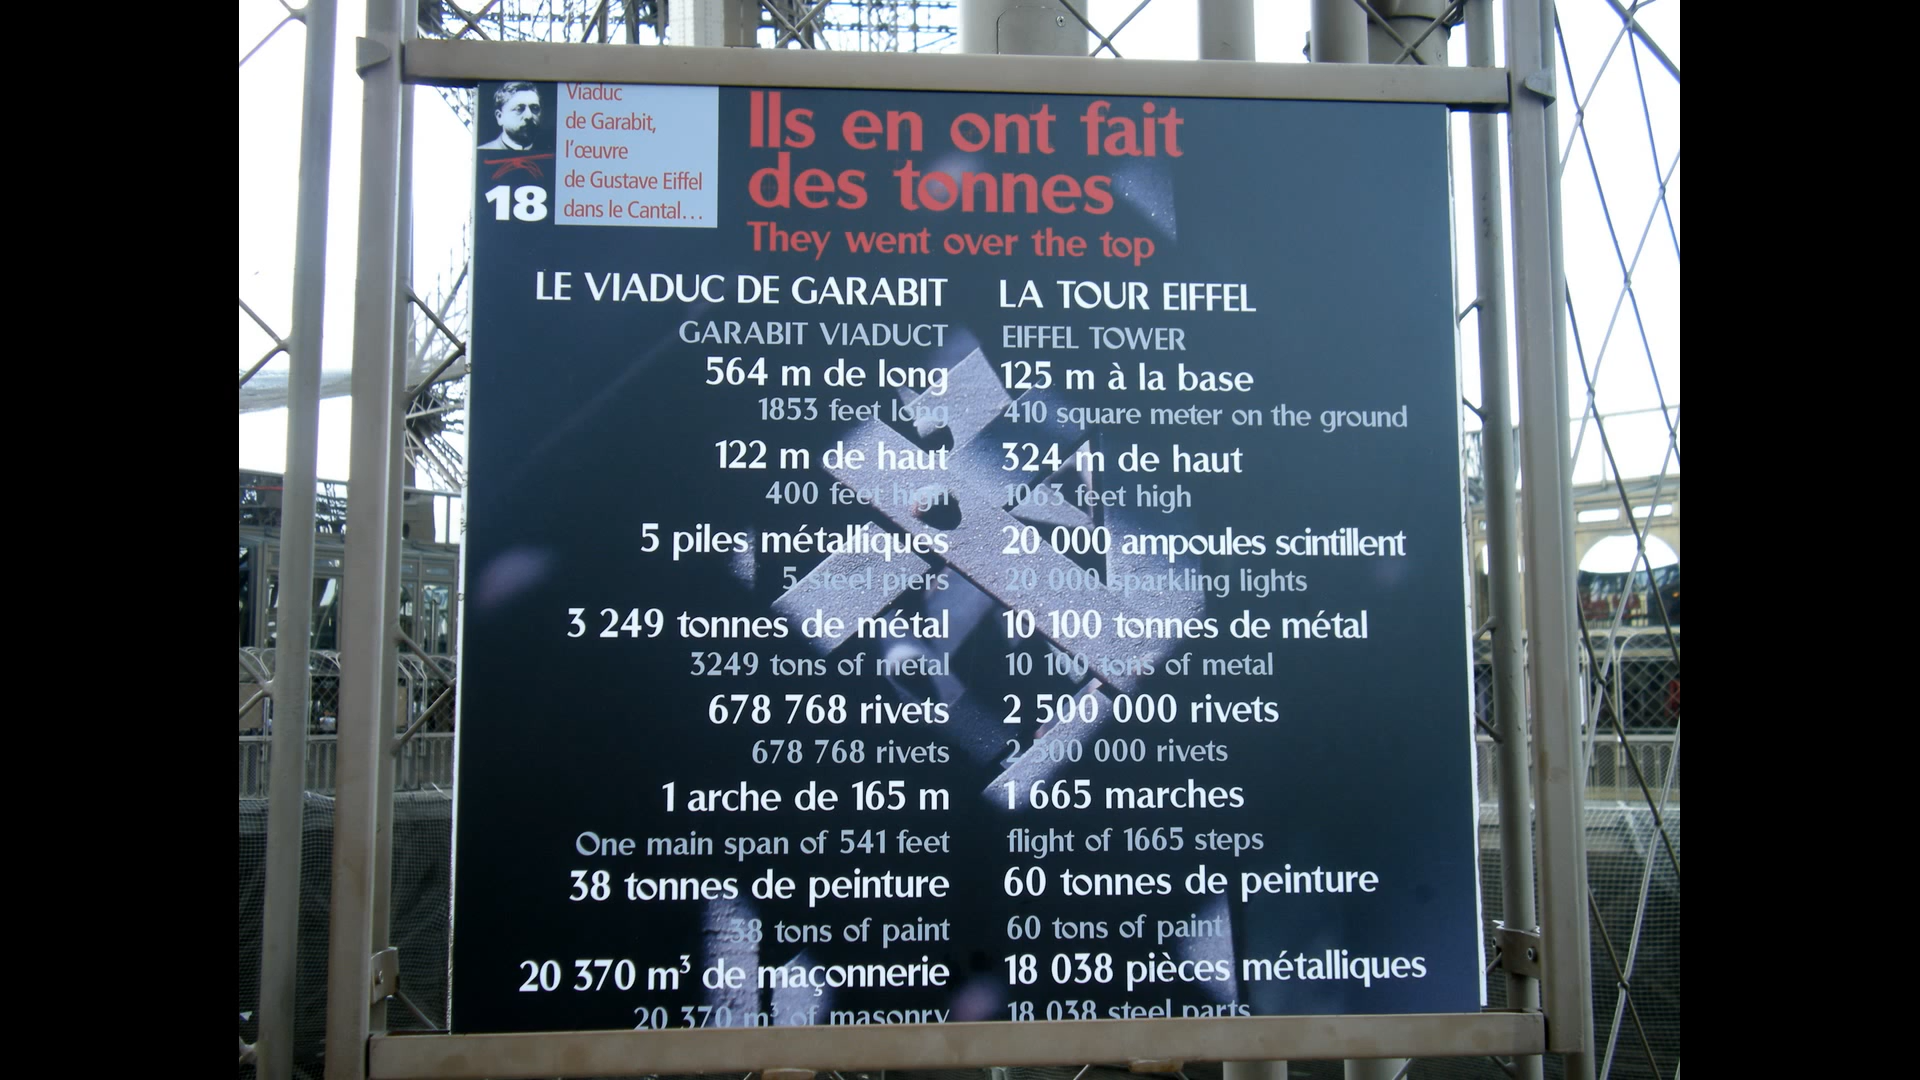 Viaduc
de Garabit,
l'œuvre
de Gustave Eiffel
dans le Cantal...
18
Ils en ont fait
des tonnes
They went over the top
LE VIADUC DE GARABIT
GARABIT VIADUCT
564 m de long
1853 feet long
122 m de haut
400 feet high
5 piles métalliques
5 steel piers
3 249 tonnes de métal
3249 tons of metal
678 768 rivets
678 768 rivets
1 arche de 165 m
One main span of 541 feet
38 tonnes de peinture
38 tons of paint
20 370 m³ de maçonnerie
20 370 m³ of masonry
LA TOUR EIFFEL
EIFFEL TOWER
125 m à la base
410 square meter on the ground
324 m de haut
1063 feet high
20 000 ampoules scintillent
20 000 sparkling lights
10 100 tonnes de métal
10 100 tons of metal
2 500 000 rivets
2 500 000 rivets
1 665 marches
flight of 1665 steps
60 tonnes de peinture
60 tons of paint
18 038 pièces métalliques
18 038 steel parts